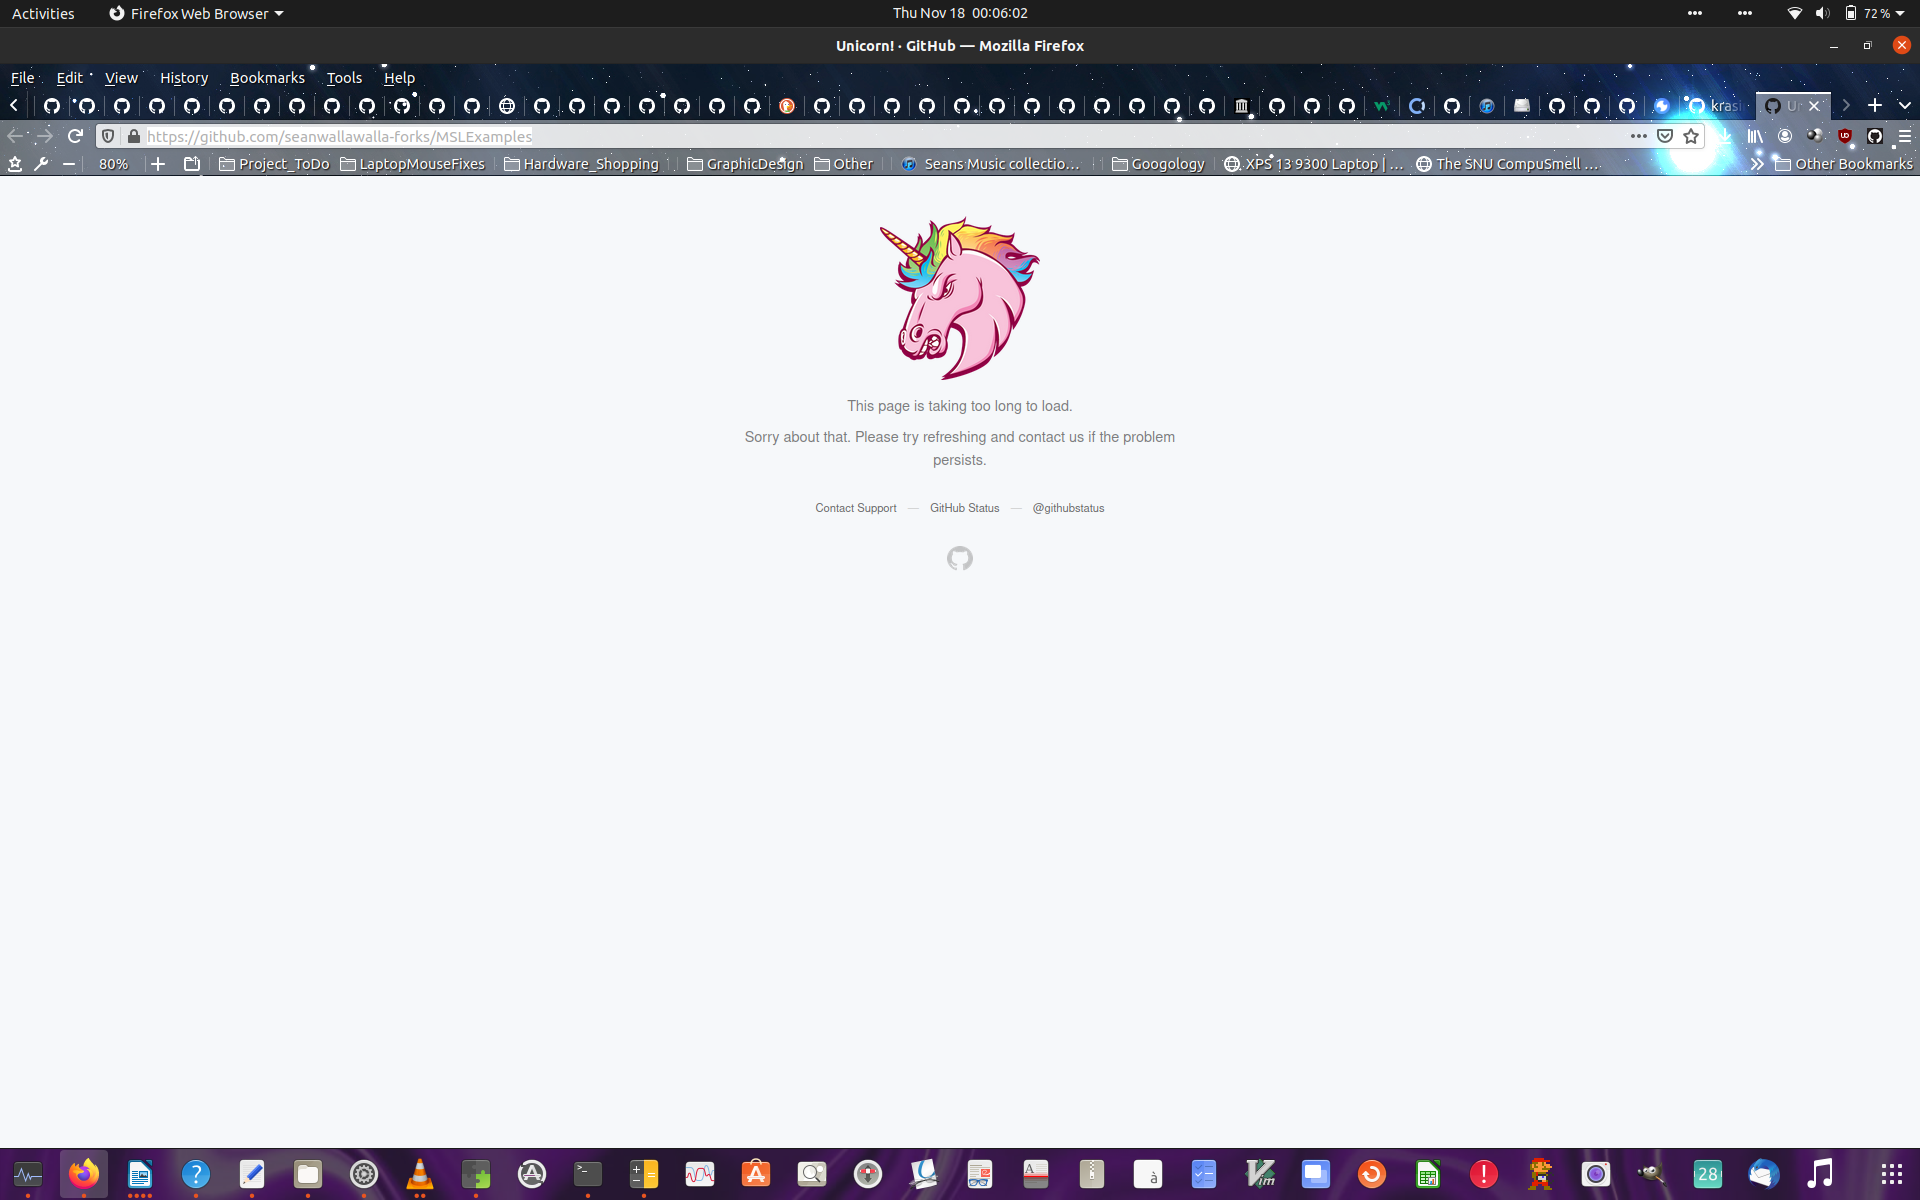 Activities
Firefox Web Browser
Thu Nov 18 00:06:02
72 %
Unicorn! · GitHub — Mozilla Firefox
File Edit View History Bookmarks Tools Help
https://github.com/seanwallawalla-forks/MSLExamples
80%
Project_ToDo
LaptopMouseFixes
Hardware_Shopping
GraphicDesign
Other
Seans Music collectio…
Googology
XPS 13 9300 Laptop | …
The SNU CompuSmell …
Other Bookmarks
This page is taking too long to load.
Sorry about that. Please try refreshing and contact us if the problem
persists.
Contact Support — GitHub Status — @githubstatus
28